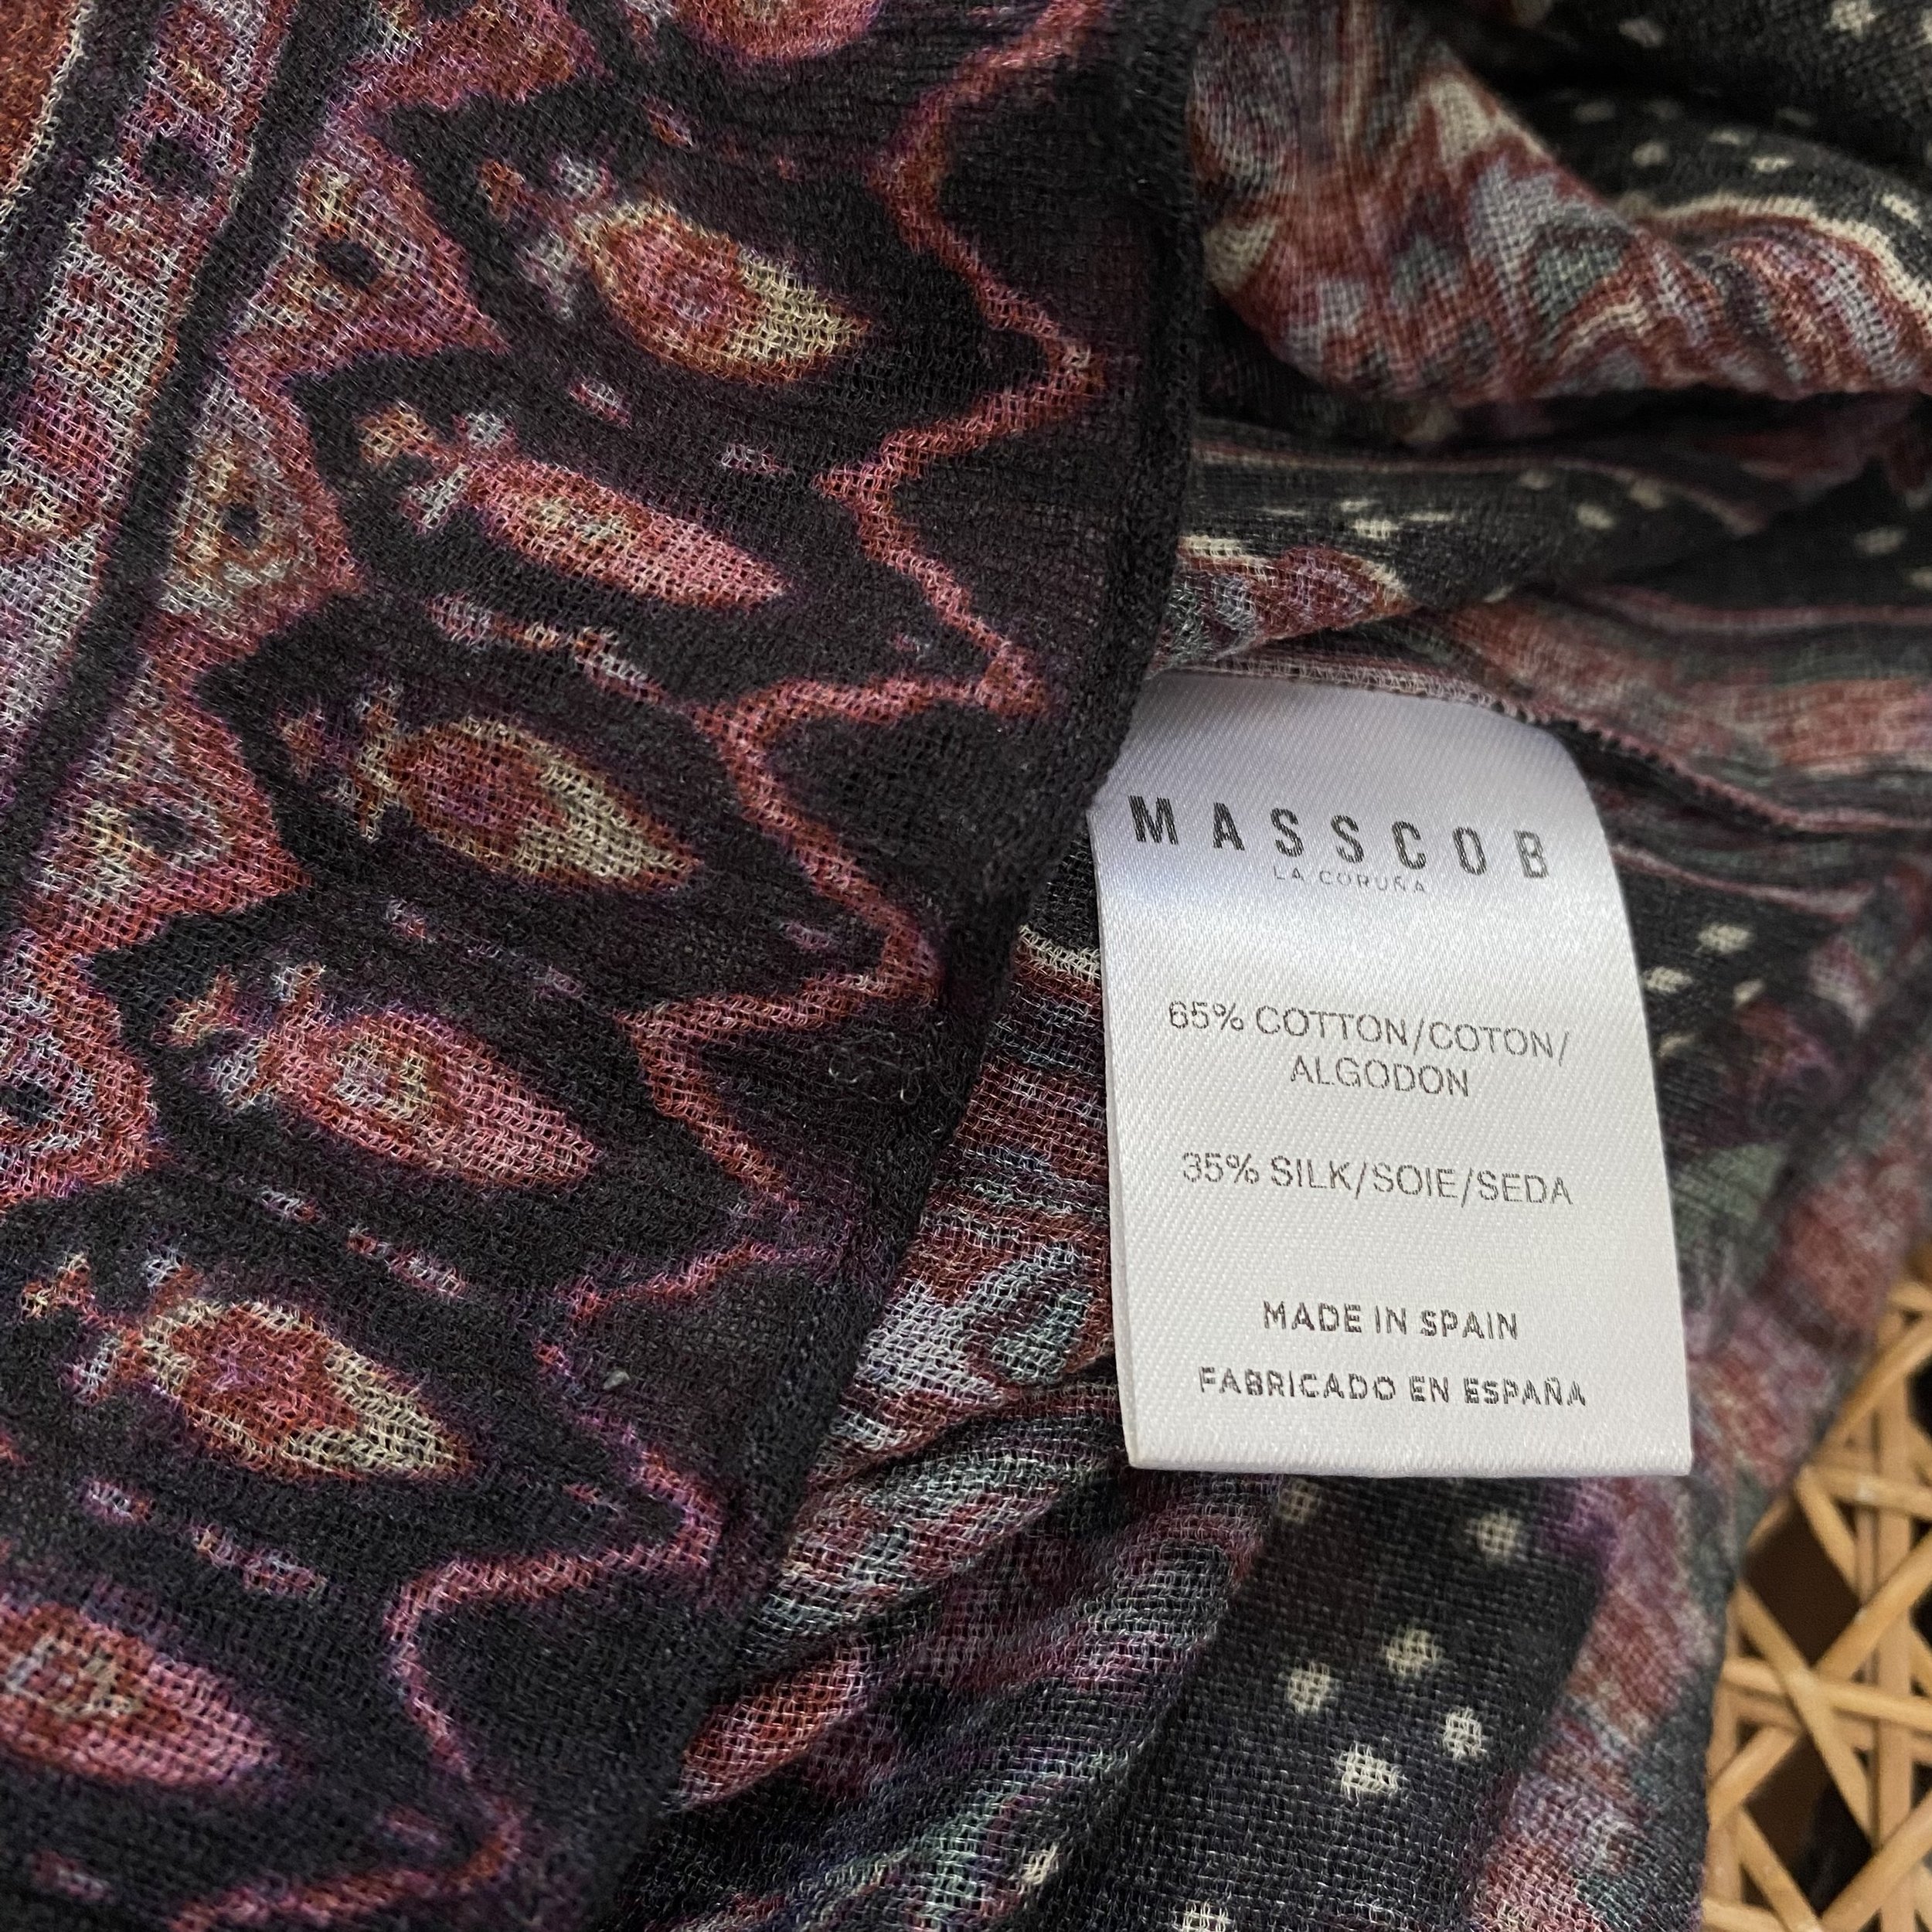 MASSCOB
LA CORUÑA
65% COTTON/COTON/
ALGODON
35% SILK/SOIE/SEDA
MADE IN SPAIN
FABRICADO EN ESPAÑA